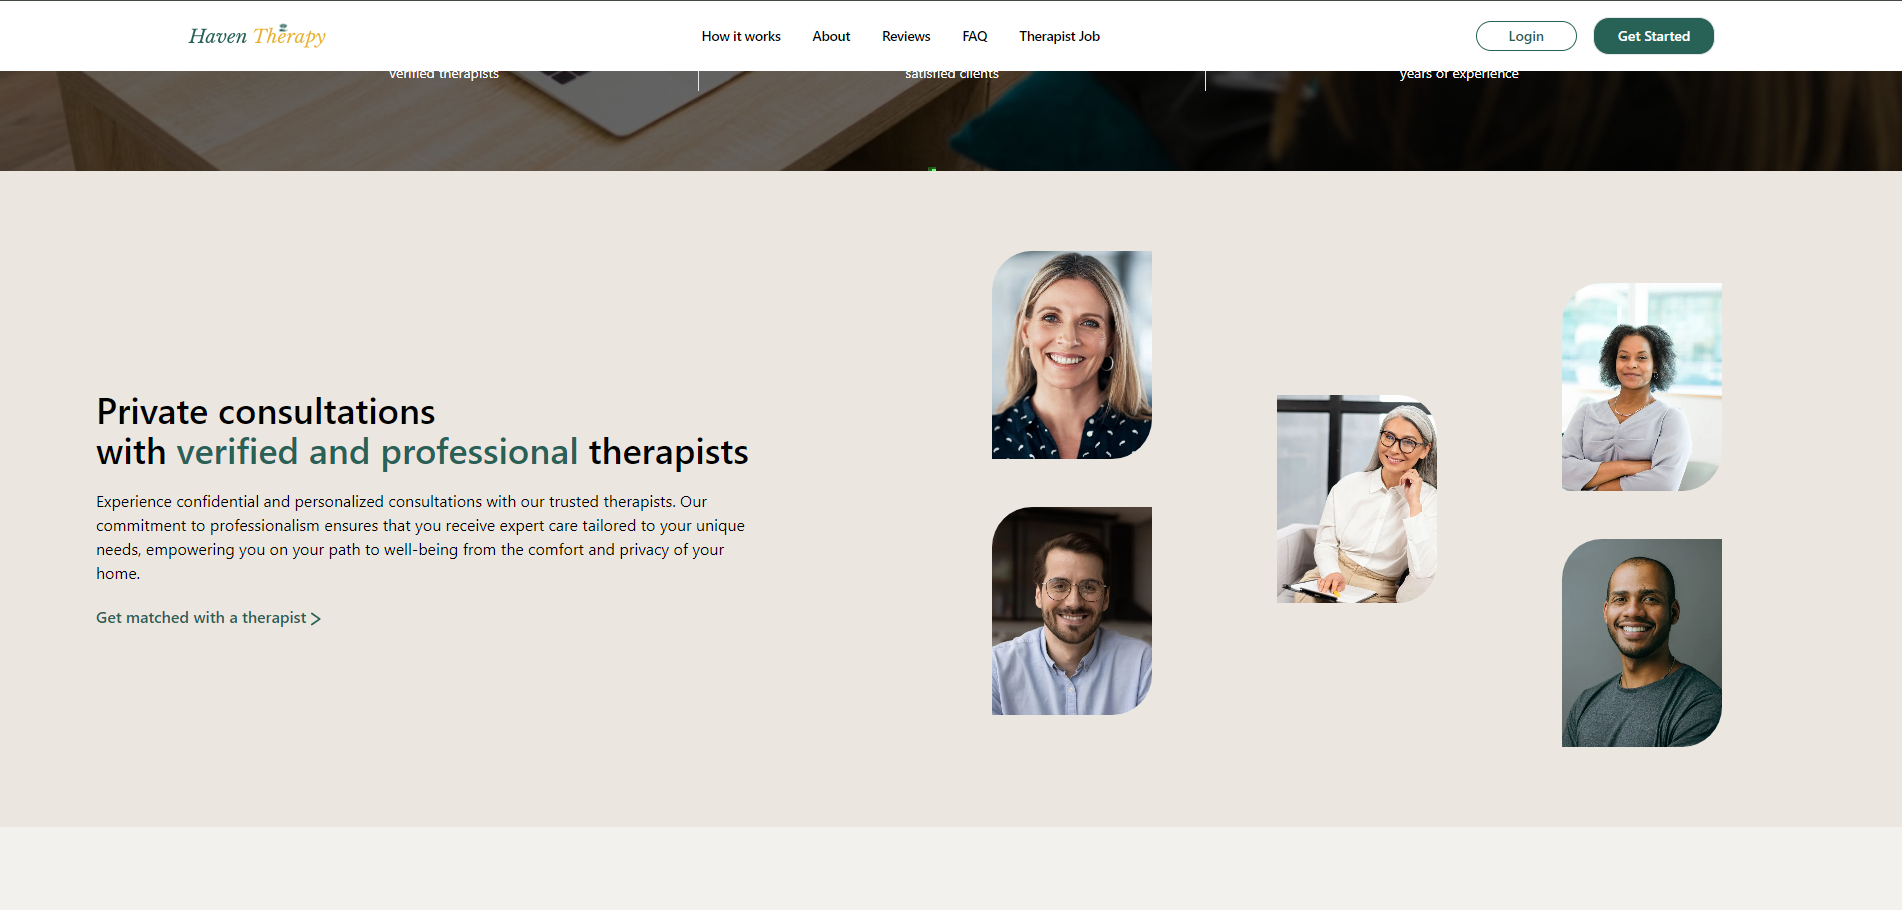 Haven Therapy
How it works
About
Reviews
FAQ
Therapist Job
Login
Get Started
verified therapists
satisfied clients
years of experience
Private consultations
with verified and professional therapists
Experience confidential and personalized consultations with our trusted therapists. Our
commitment to professionalism ensures that you receive expert care tailored to your unique
needs, empowering you on your path to well-being from the comfort and privacy of your
home.
Get matched with a therapist